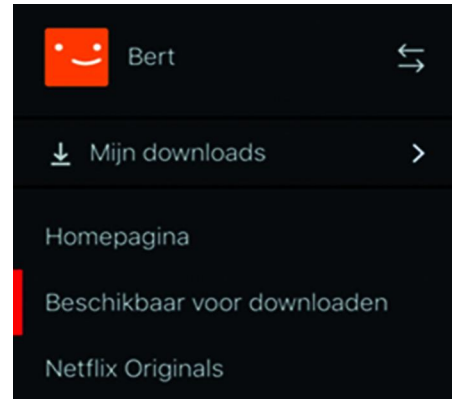 Bert
Mijn downloads
Homepagina
Beschikbaar voor downloaden
Netflix Originals